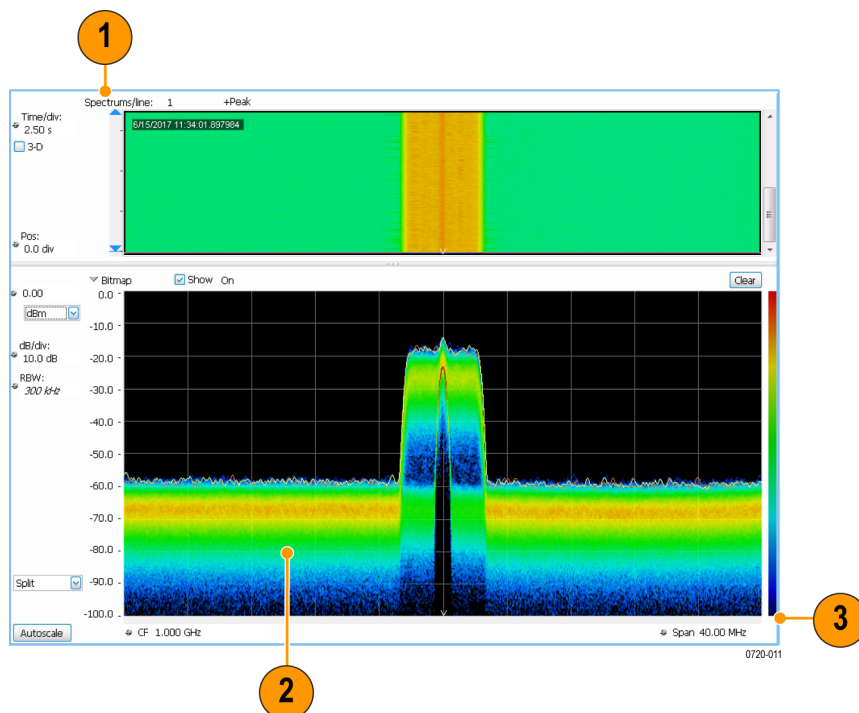 1
Spectrums/line: 1 +Peak
Time/div:
2.50 s
3-D
6/15/2017 11:34:01.897984
Pos:
0.0 div
Bitmap Show On Clear
0.00
dBm
dB/div:
10.0 dB
RBW:
300 kHz
0.0
-10.0
-20.0
-30.0
-40.0
-50.0
-60.0
-70.0
-80.0
-90.0
-100.0
Split
Autoscale
CF 1.000 GHz Span 40.00 MHz
3
0720-011
2